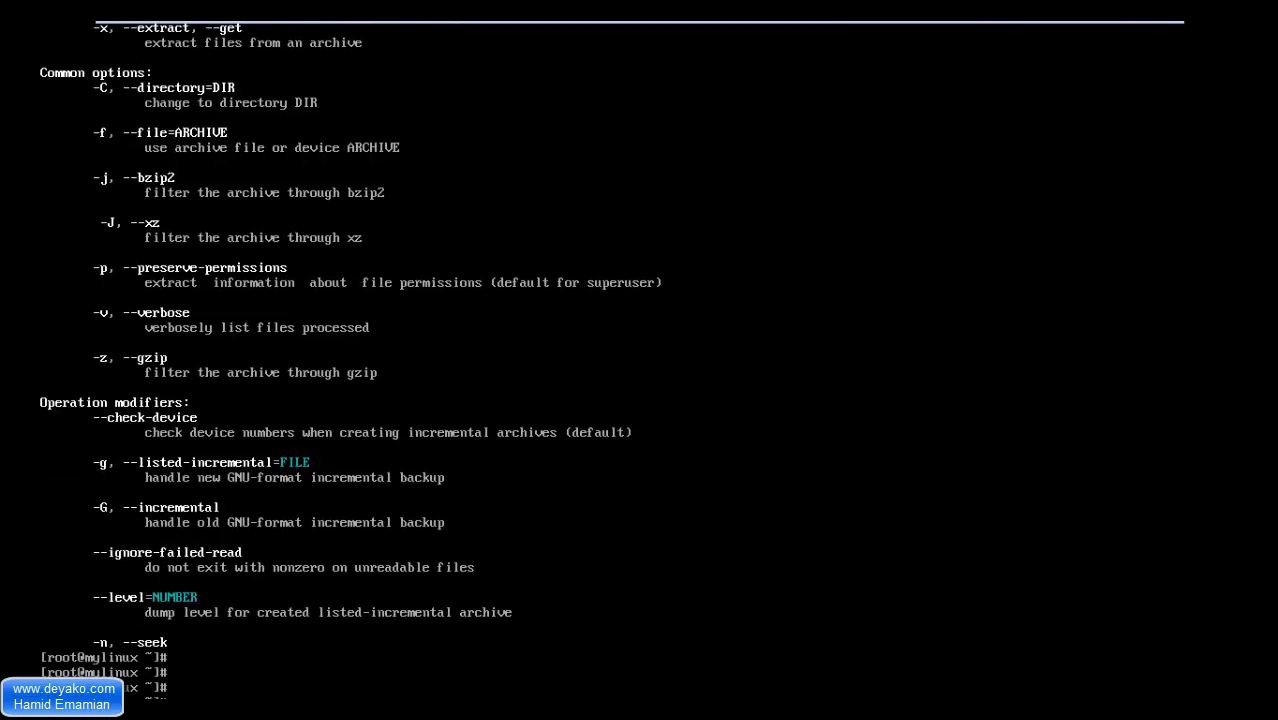 -x, --extract, --get
extract files from an archive
Common options:
-C, --directory=DIR
change to directory DIR
-f, --file=ARCHIVE
use archive file or device ARCHIVE
-j, --bzip2
filter the archive through bzip2
-J, --xz
filter the archive through xz
-p, --preserve-permissions
extract  information  about  file permissions (default for superuser)
-v, --verbose
verbosely list files processed
-z, --gzip
filter the archive through gzip
Operation modifiers:
--check-device
check device numbers when creating incremental archives (default)
-g, --listed-incremental=FILE
handle new GNU-format incremental backup
-G, --incremental
handle old GNU-format incremental backup
--ignore-failed-read
do not exit with nonzero on unreadable files
--level=NUMBER
dump level for created listed-incremental archive
-n, --seek
[root@mylinux ~]#
[root@mylinux ~]#
~]#
www.deyako.com
Hamid Emamian